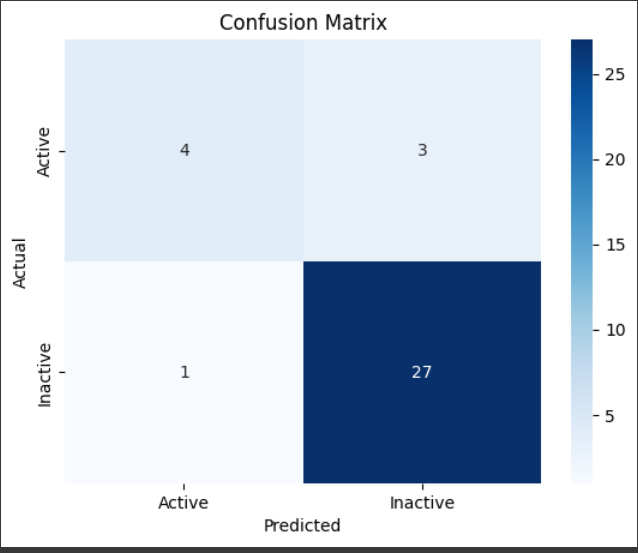 Confusion Matrix
Actual
Active
4
3
Inactive
1
27
Active
Inactive
Predicted
25
20
15
10
5